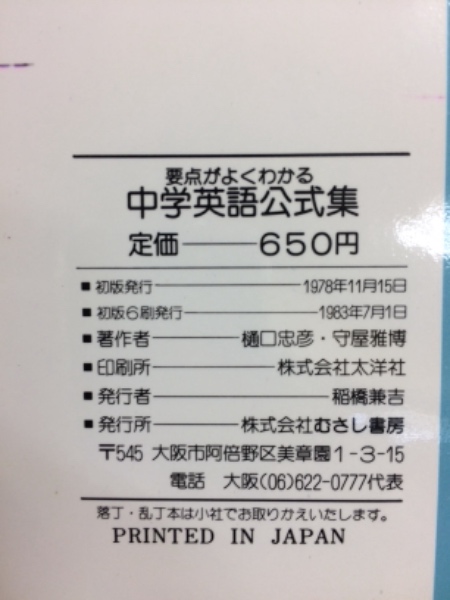 要点がよくわかる
中学英語公式集
定価──650円
■初版発行──1978年11月15日
■初版6刷発行──1983年7月1日
■著作者──樋口忠彦・守屋雅博
■印刷所──株式会社太洋社
■発行者──稲橋兼吉
■発行所──株式会社むさし書房
〒545 大阪市阿倍野区美章園1-3-15
電話 大阪(06)622-0777代表
落丁・乱丁本は小社でお取りかえいたします。
PRINTED IN JAPAN